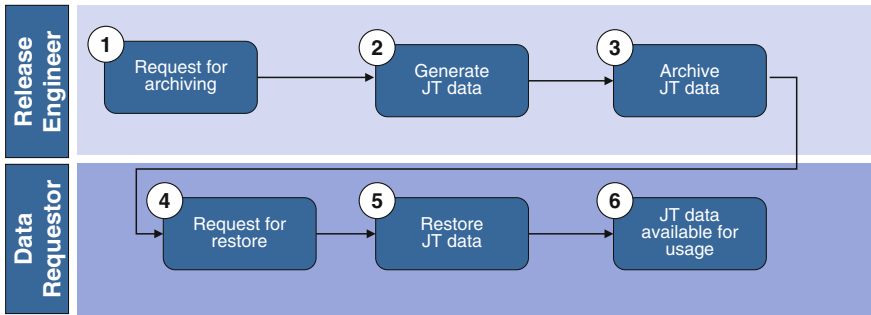 Release
Engineer
1
Request for
archiving
2
Generate
JT data
3
Archive
JT data
Data
Requestor
4
Request for
restore
5
Restore
JT data
6
JT data
available for
usage